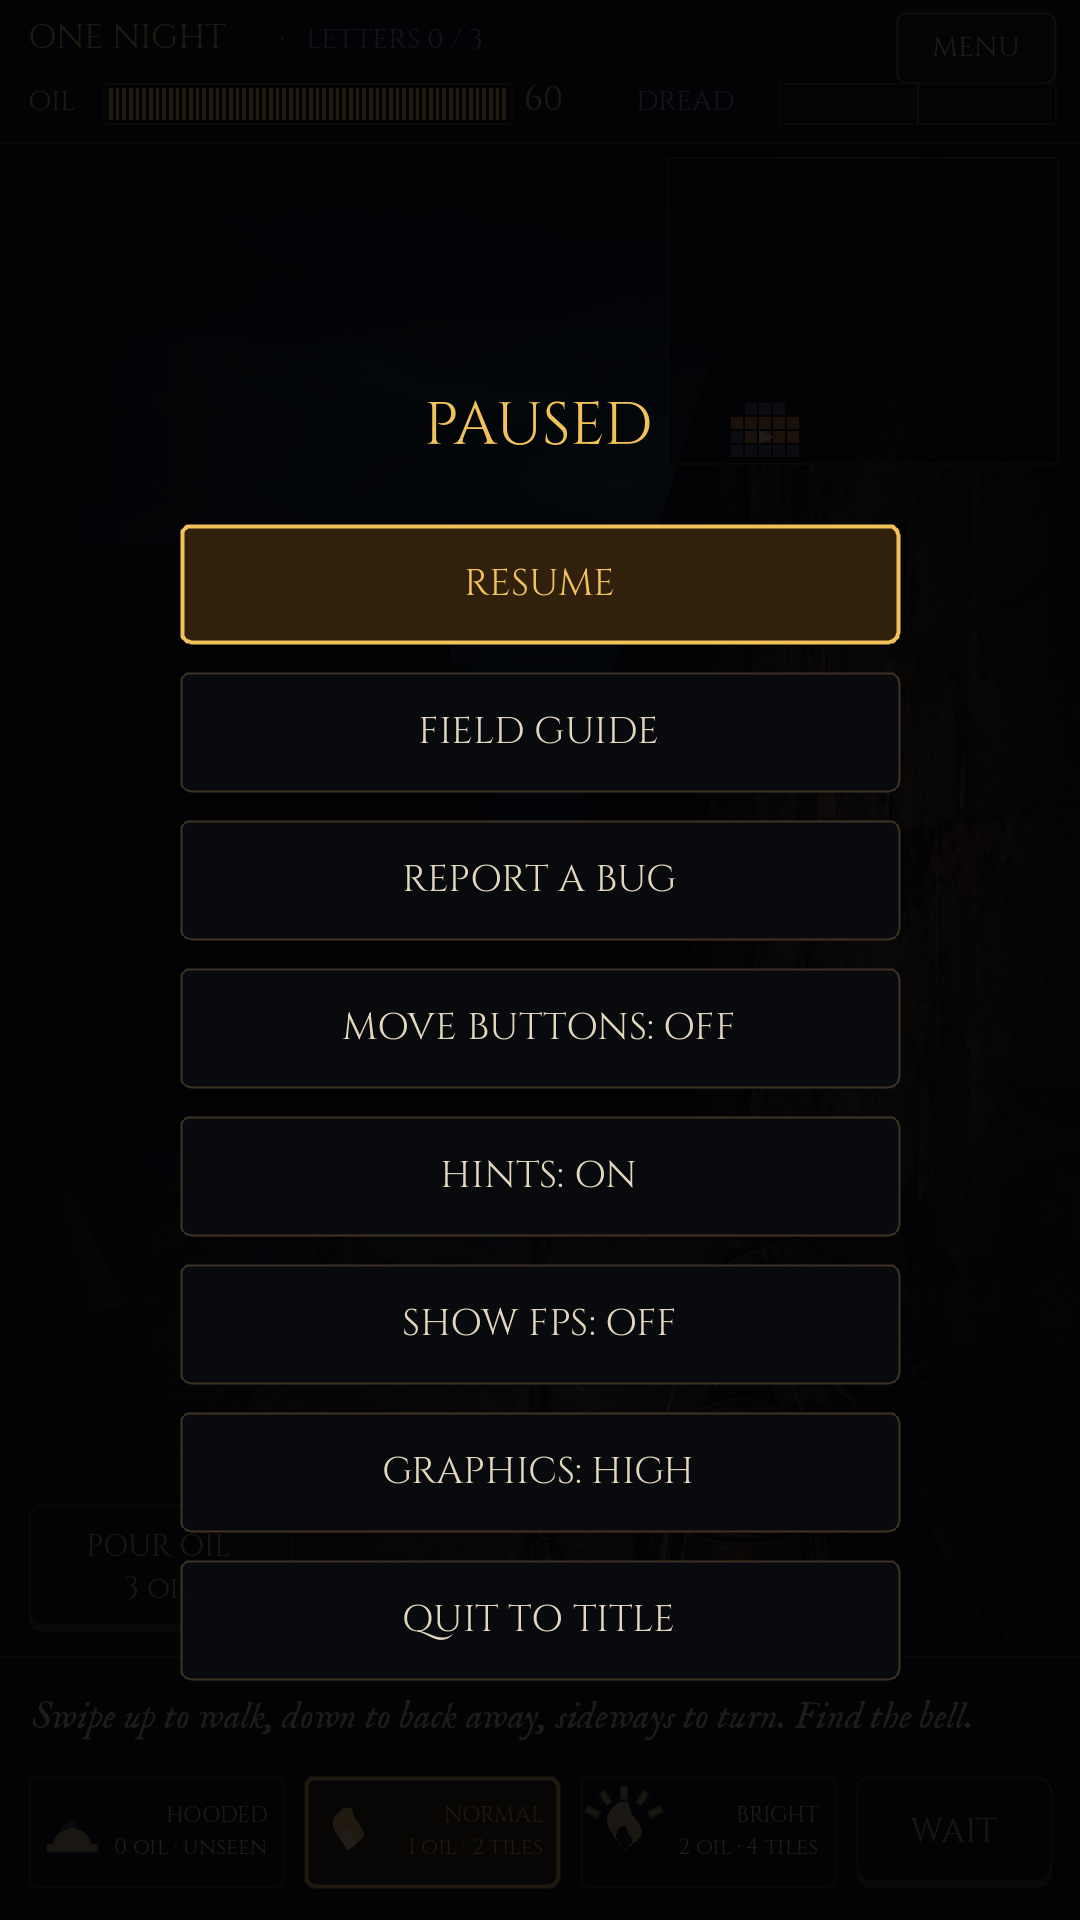 ONE NIGHT · LETTERS 0 / 3
MENU
OIL 60 DREAD
PAUSED
RESUME
FIELD GUIDE
REPORT A BUG
MOVE BUTTONS: OFF
HINTS: ON
SHOW FPS: OFF
GRAPHICS: HIGH
POUR OIL
3 OI
QUIT TO TITLE
Swipe up to walk, down to back away, sideways to turn. Find the bell.
HOODED
0 OIL · UNSEEN
NORMAL
1 OIL · 2 TILES
BRIGHT
2 OIL · 4 TILES
WAIT